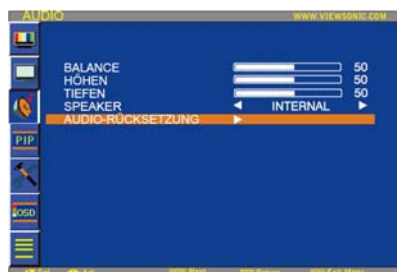 AUDIO WWW.VIEWSONIC.COM
BALANCE 50
HÖHEN 50
TIEFEN 50
SPEAKER INTERNAL
AUDIO-RÜCKSETZUNG
PIP
OSD